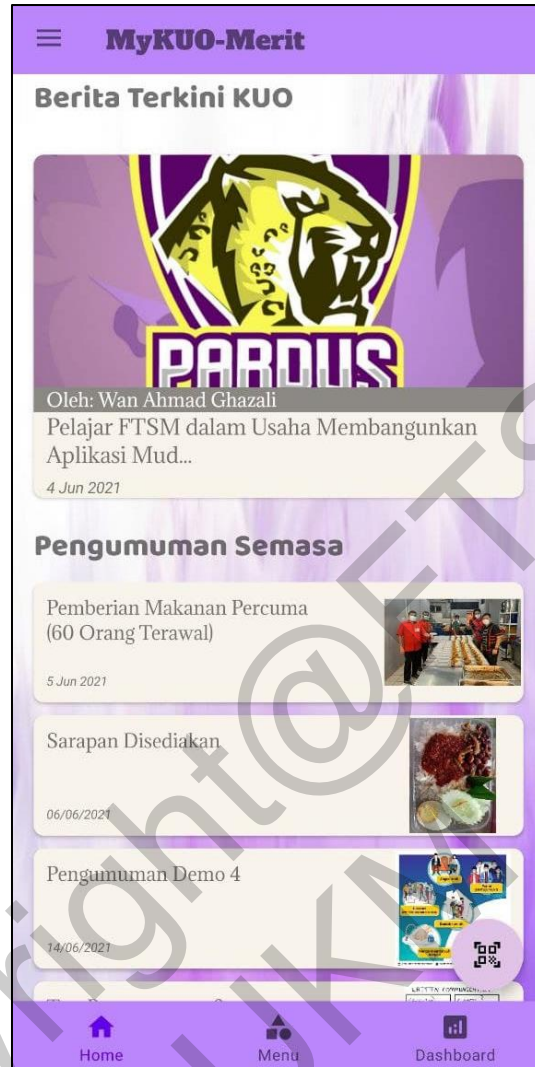 MyKUO-Merit
Berita Terkini KUO
PARDUS
Oleh: Wan Ahmad Ghazali
Pelajar FTSM dalam Usaha Membangunkan
Aplikasi Mud...
4 Jun 2021
Pengumuman Semasa
Pemberian Makanan Percuma
(60 Orang Terawal)
5 Jun 2021
Sarapan Disediakan
06/06/2021
Pengumuman Demo 4
14/06/2021
Home
Menu
Dashboard